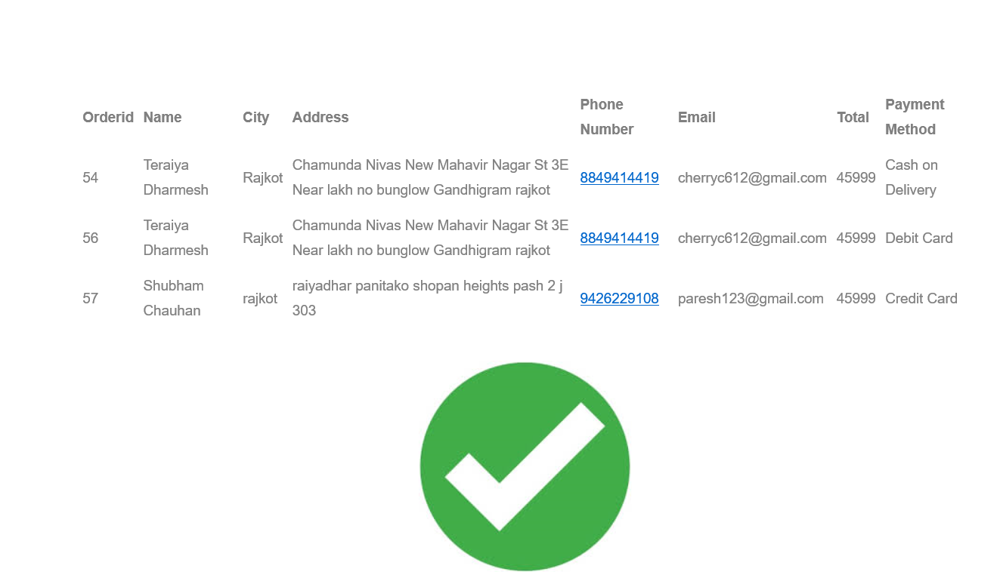 Orderid Name City Address Phone Number Email Total Payment Method
54 Teraiya Dharmesh Rajkot Chamunda Nivas New Mahavir Nagar St 3E Near lakh no bunglow Gandhigram rajkot 8849414419 cherryc612@gmail.com 45999 Cash on Delivery
56 Teraiya Dharmesh Rajkot Chamunda Nivas New Mahavir Nagar St 3E Near lakh no bunglow Gandhigram rajkot 8849414419 cherryc612@gmail.com 45999 Debit Card
57 Shubham Chauhan rajkot raiyadhar panitako shopan heights pash 2 j 303 9426229108 paresh123@gmail.com 45999 Credit Card